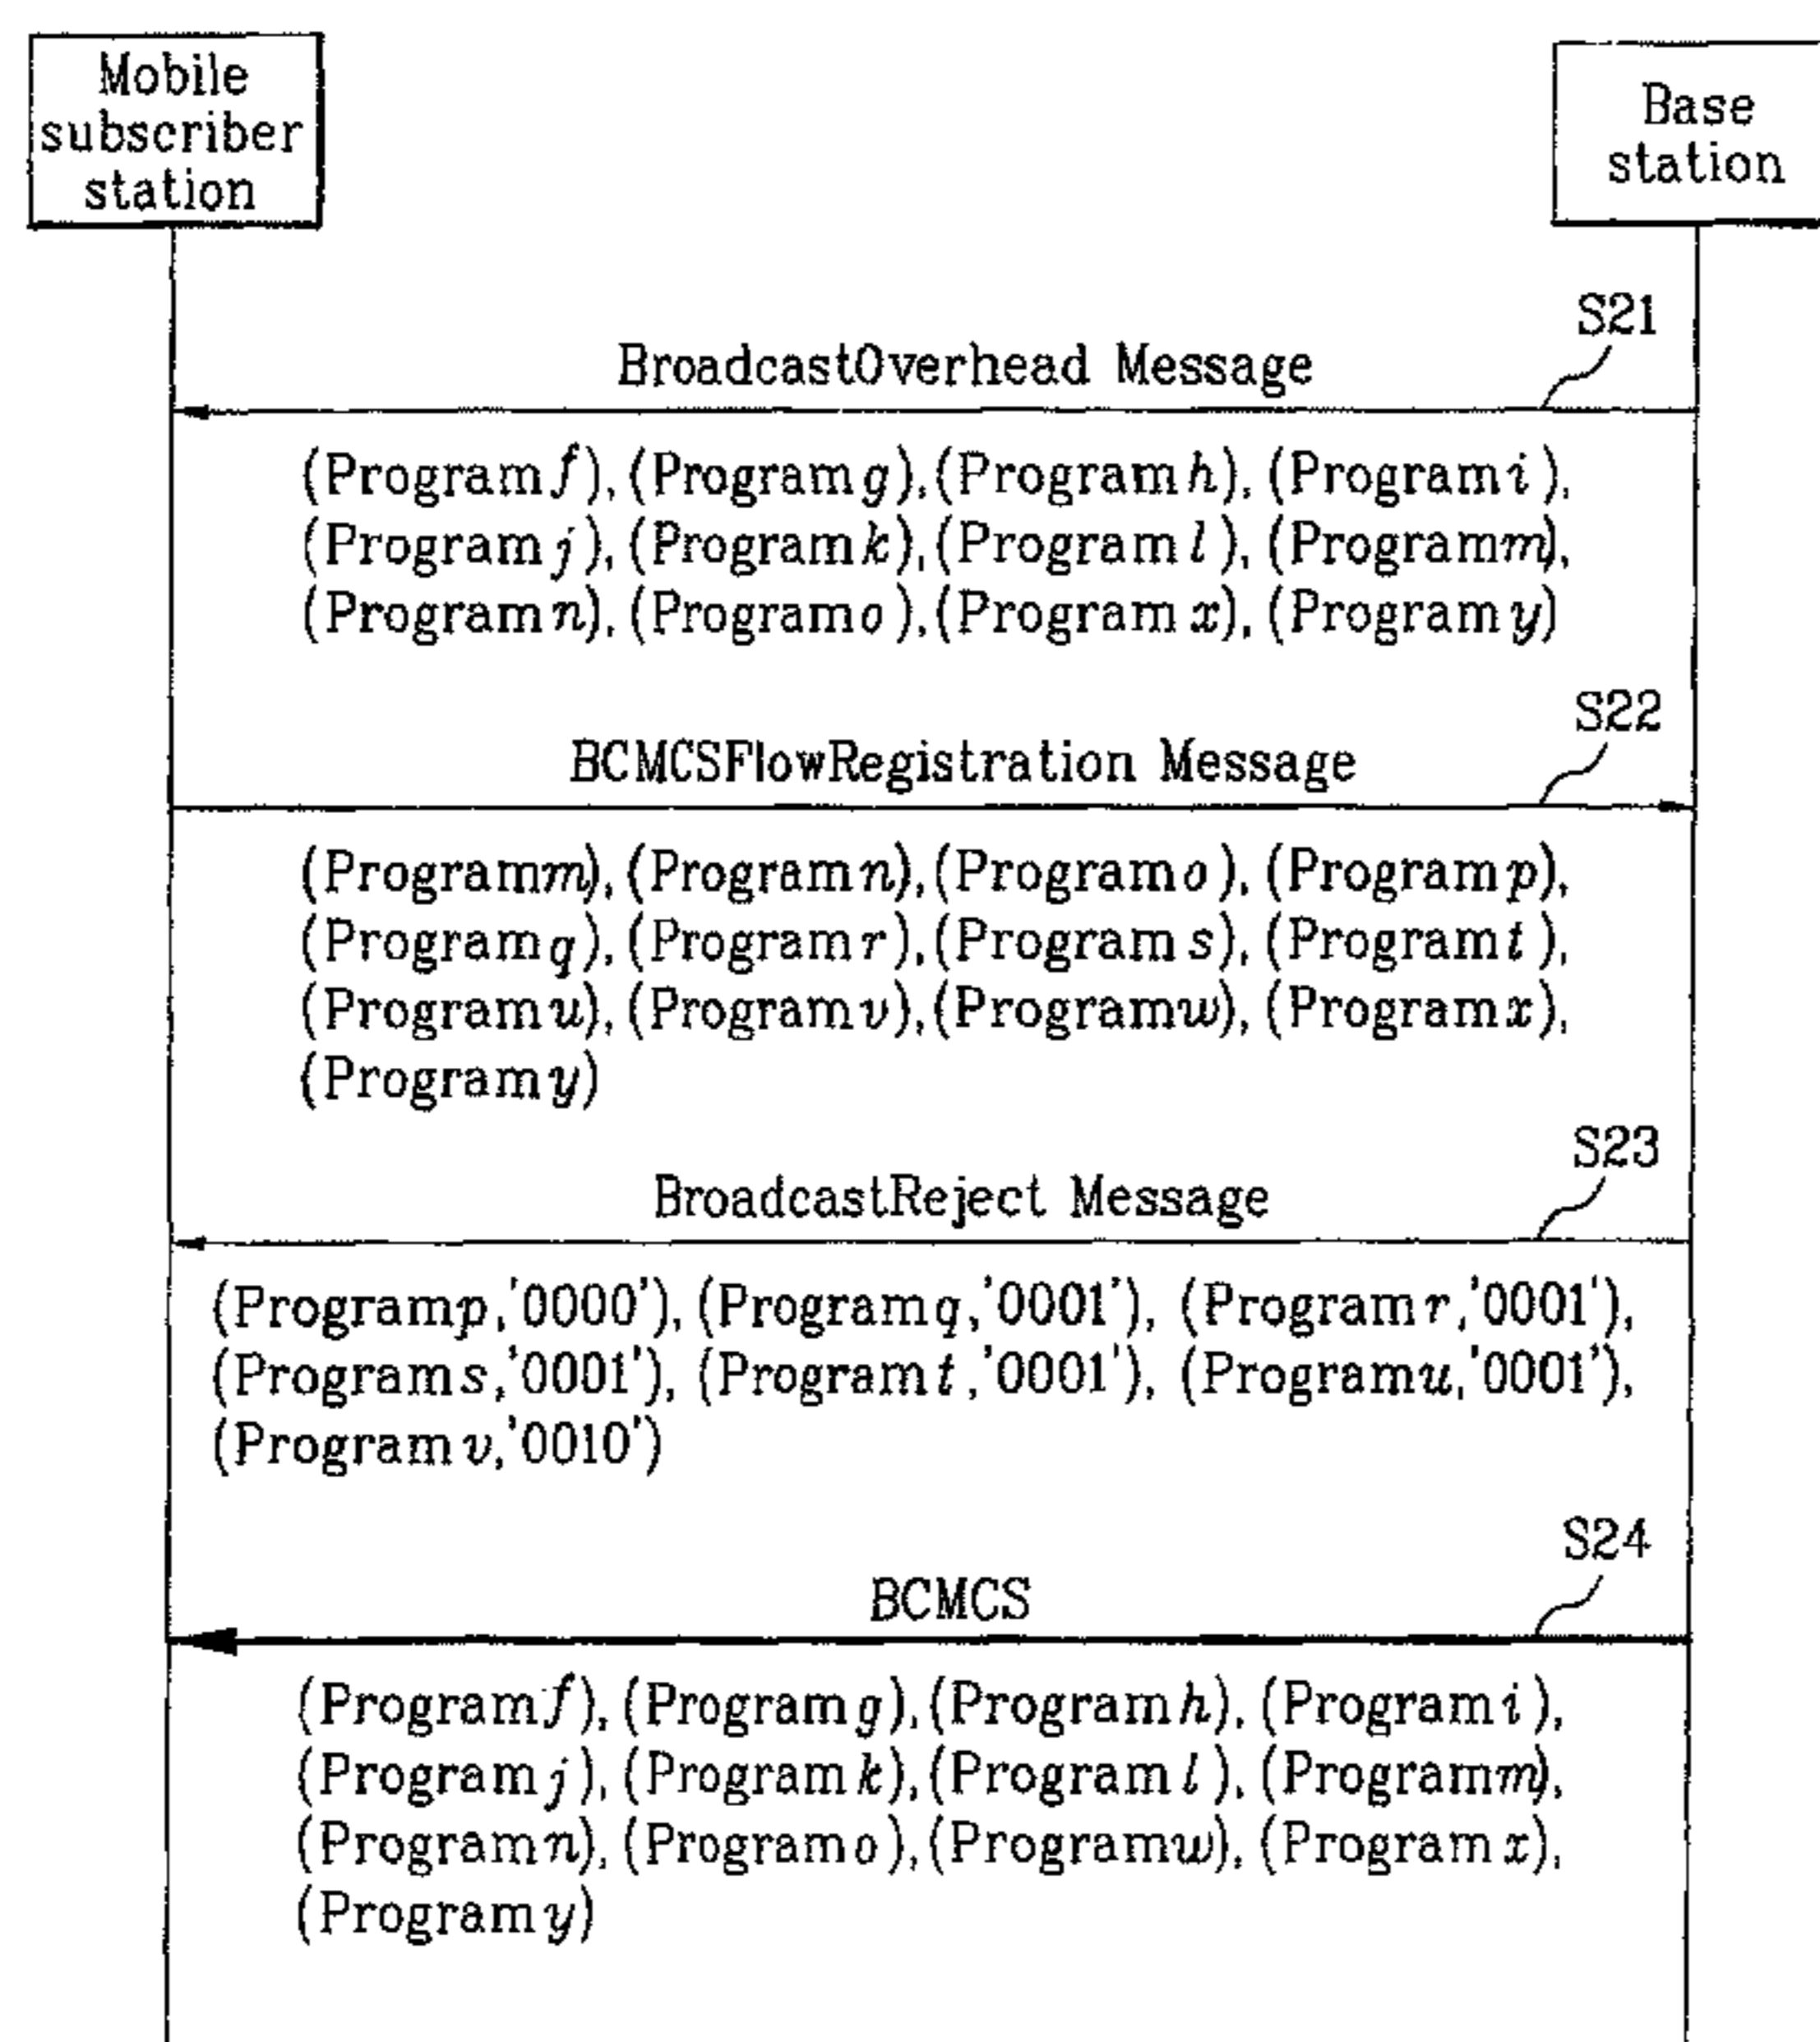 Mobile
subscriber
station
Base
station
S21
BroadcastOverhead Message
(Program f), (Program g), (Program h), (Program i),
(Program j), (Program k), (Program l), (Program m),
(Program n), (Program o), (Program x), (Program y)
S22
BCMCSFlowRegistration Message
(Program m), (Program n), (Program o), (Program p),
(Program q), (Program r), (Program s), (Program t),
(Program u), (Program v), (Program w), (Program x),
(Program y)
S23
BroadcastReject Message
(Program p,'0000'), (Program q,'0001'), (Program r,'0001'),
(Program s,'0001'), (Program t,'0001'), (Program u,'0001'),
(Program v,'0010')
S24
BCMCS
(Program f), (Program g), (Program h), (Program i),
(Program j), (Program k), (Program l), (Program m),
(Program n), (Program o), (Program w), (Program x),
(Program y)